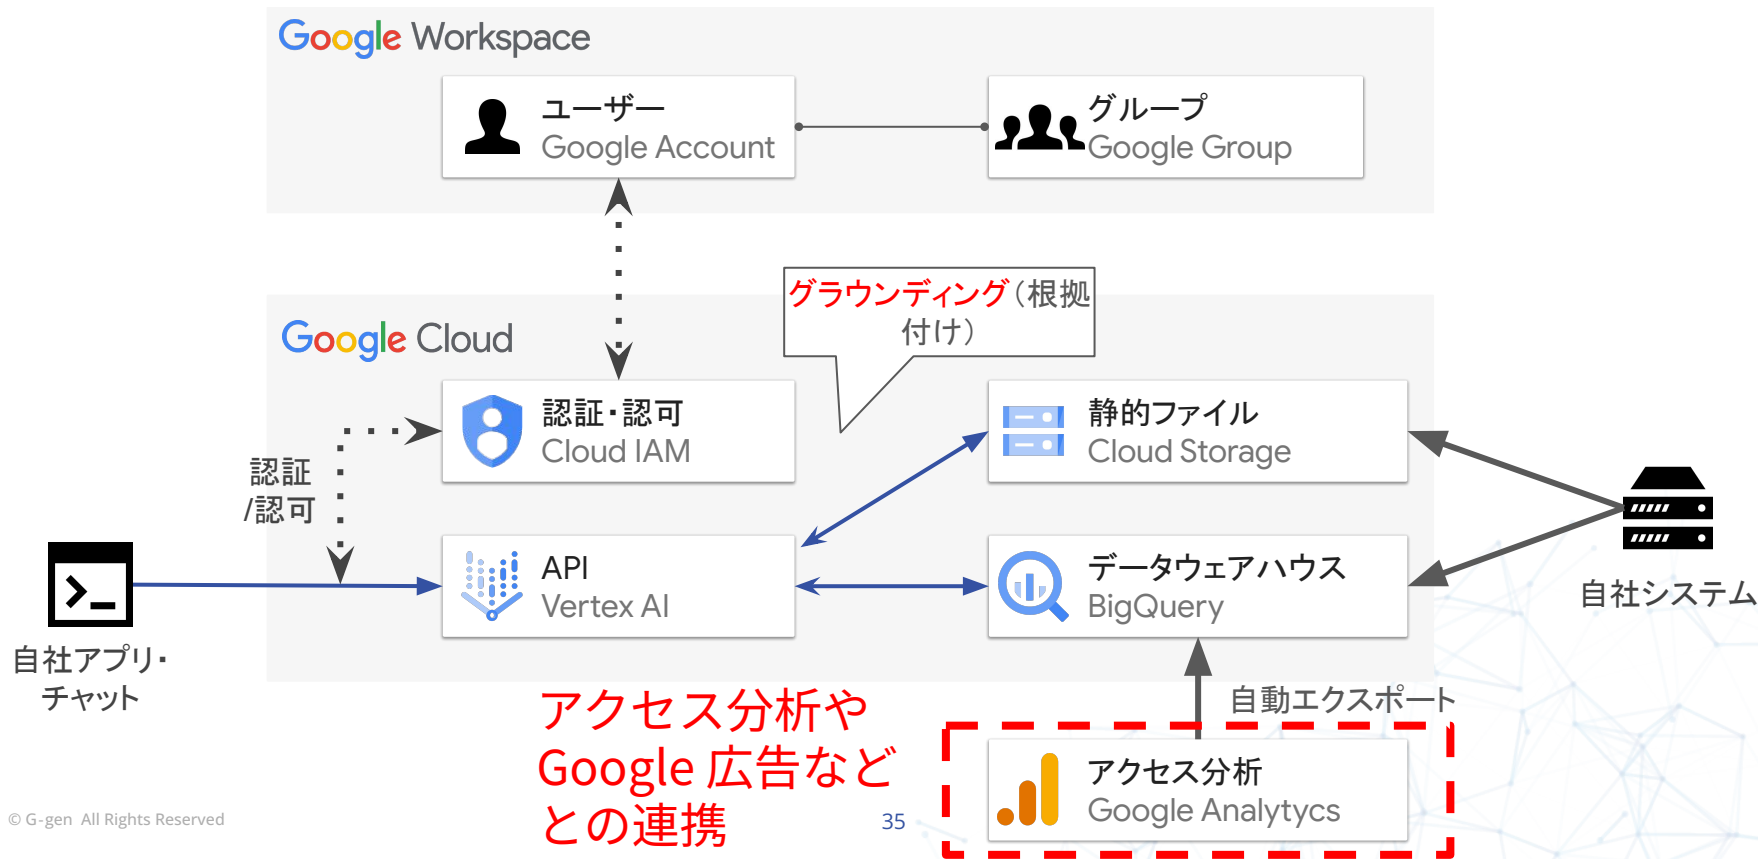 Google Workspace
ユーザー
Google Account
グループ
Google Group
グラウンディング（根拠
付け）
Google Cloud
認証・認可
Cloud IAM
静的ファイル
Cloud Storage
認証
/認可
API
Vertex AI
データウェアハウス
BigQuery
自社システム
自社アプリ・
チャット
自動エクスポート
アクセス分析や
Google 広告など
との連携
アクセス分析
Google Analytycs
© G-gen All Rights Reserved
35